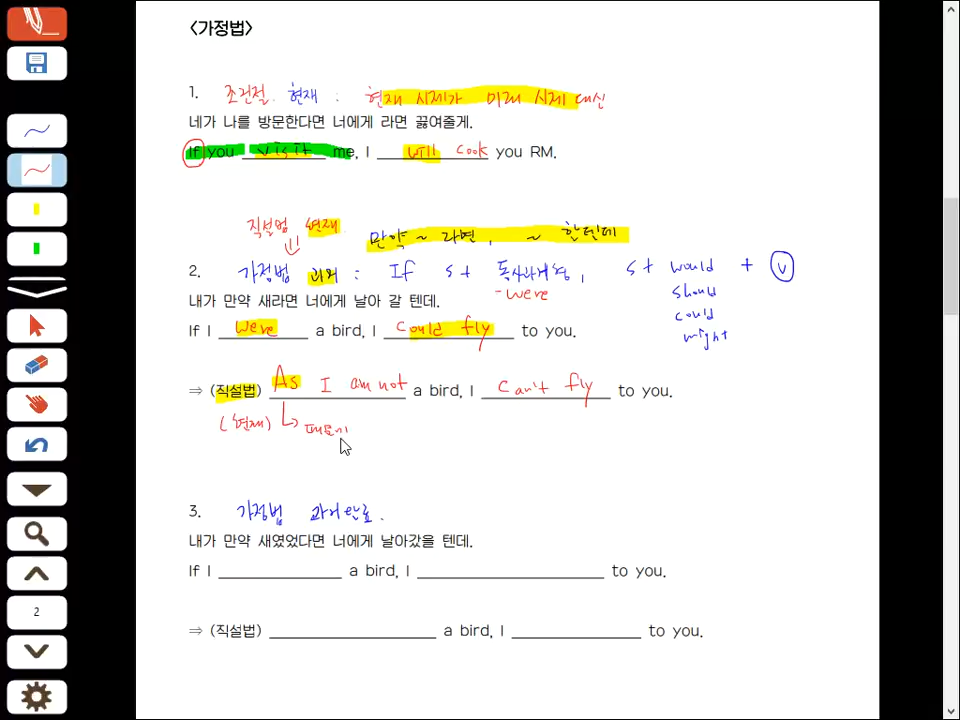 〈가정법〉
1. 조건절 현재 : 현재 시제가 미래 시제 대신
네가 나를 방문한다면 너에게 라면 끓여줄게.
If you visit me, I will cook you RM.
직설법 현재
만약 ~ 라면, ~ 할텐데
2. 가정법 과거 : If s + 동사과거형, s + would + v
-were should
내가 만약 새라면 너에게 날아 갈 텐데. could
If I were a bird, I could fly to you. might
⇒ (직설법) As I am not a bird, I can't fly to you.
(현재) 때문에
3. 가정법 과거완료.
내가 만약 새였었다면 너에게 날아갔을 텐데.
If I ____ a bird, I ____ to you.
⇒ (직설법) ____ a bird, I ____ to you.
2